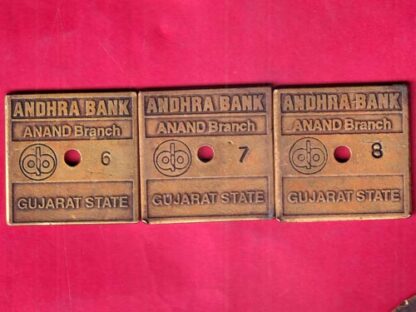 ANDHRA BANK
ANAND Branch
6
GUJARAT STATE
ANDHRA BANK
ANAND Branch
7
GUJARAT STATE
ANDHRA BANK
ANAND Branch
8
GUJARAT STATE